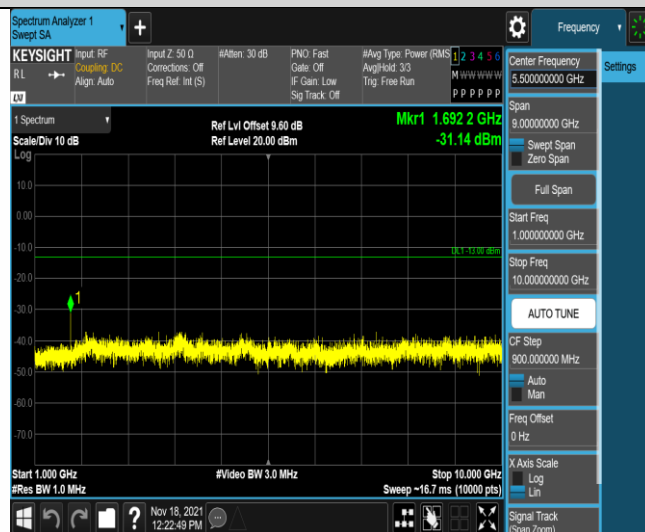 Spectrum Analyzer 1
Swept SA
Frequency
KEYSIGHT
RL
LXI
Input: RF
Coupling: DC
Align: Auto
Input Z: 50 Ω
Corrections: Off
Freq Ref: Int (S)
#Atten: 30 dB
PNO: Fast
Gate: Off
IF Gain: Low
Sig Track: Off
#Avg Type: Power (RMS
Avg|Hold: 3/3
Trig: Free Run
1 2 3 4 5 6
M W W W W W
P P P P P P
Settings
1 Spectrum
Scale/Div 10 dB
Log
Ref Lvl Offset 9.60 dB
Ref Level 20.00 dBm
Mkr1 1.692 2 GHz
-31.14 dBm
10.0
0.00
-10.0
DL1 -13.00 dBm
-20.0
1
-30.0
-40.0
-50.0
-60.0
-70.0
Start 1.000 GHz
#Res BW 1.0 MHz
#Video BW 3.0 MHz
Stop 10.000 GHz
Sweep ~16.7 ms (10000 pts)
Center Frequency
5.500000000 GHz
Span
9.00000000 GHz
Swept Span
Zero Span
Full Span
Start Freq
1.000000000 GHz
Stop Freq
10.000000000 GHz
AUTO TUNE
CF Step
900.000000 MHz
Auto
Man
Freq Offset
0 Hz
X Axis Scale
Log
Lin
Signal Track
(Span Zoom)
?
Nov 18, 2021
12:22:49 PM